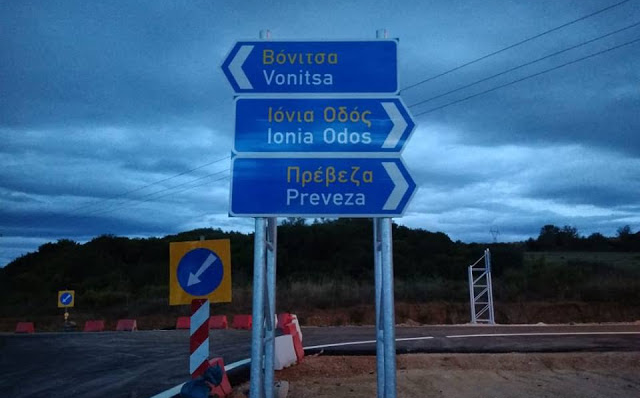 Βόνιτσα
Vonitsa
Ιόνια Οδός
Ionia Odos
Πρέβεζα
Preveza